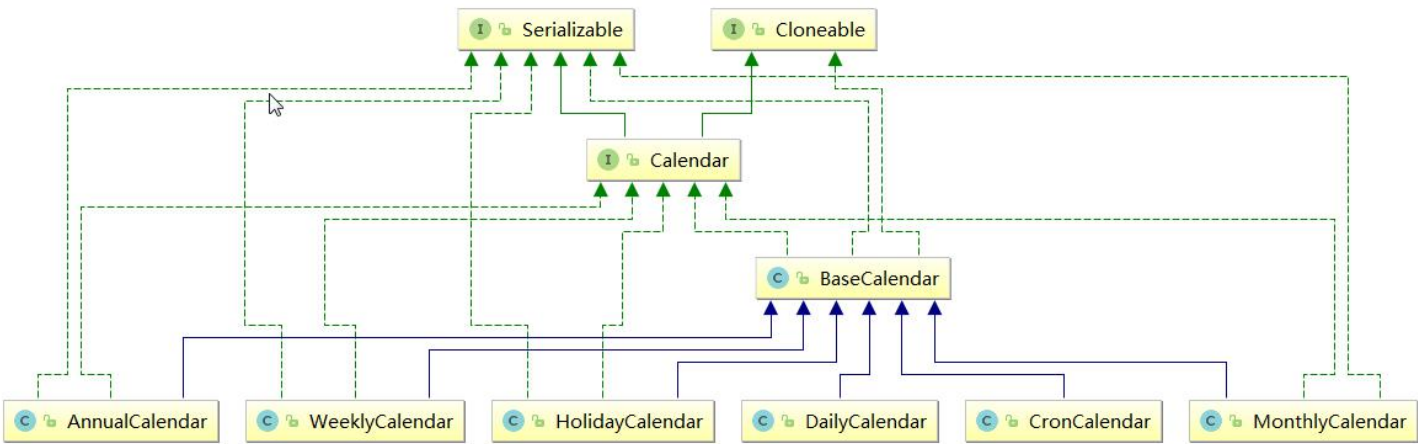 I Serializable
I Cloneable
I Calendar
C BaseCalendar
C AnnualCalendar
C WeeklyCalendar
C HolidayCalendar
C DailyCalendar
C CronCalendar
C MonthlyCalendar